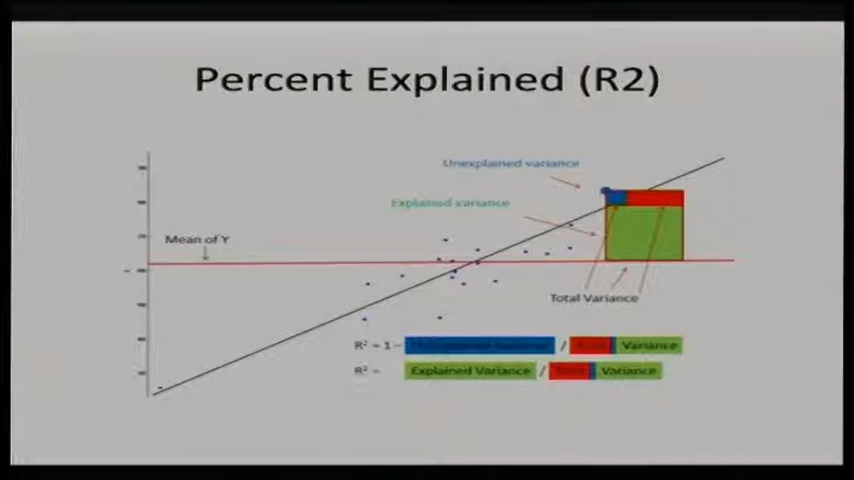 Percent Explained (R2)
Unexplained variance
Explained variance
Mean of Y
Total Variance
R² = 1 – / Variance
R² = Explained Variance / Variance